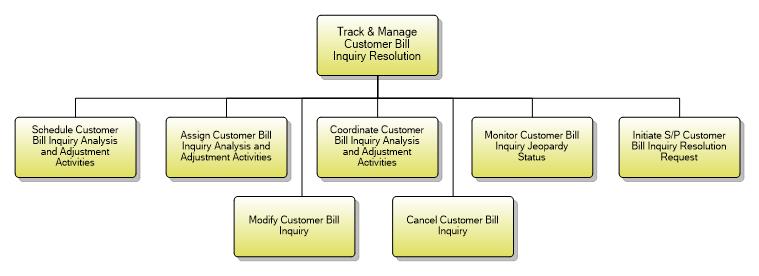 Track & Manage
Customer Bill
Inquiry Resolution
Schedule Customer
Bill Inquiry Analysis
and Adjustment
Activities
Assign Customer Bill
Inquiry Analysis and
Adjustment Activities
Coordinate Customer
Bill Inquiry Analysis
and Adjustment
Activities
Monitor Customer Bill
Inquiry Jeopardy
Status
Initiate S/P Customer
Bill Inquiry Resolution
Request
Modify Customer Bill
Inquiry
Cancel Customer Bill
Inquiry